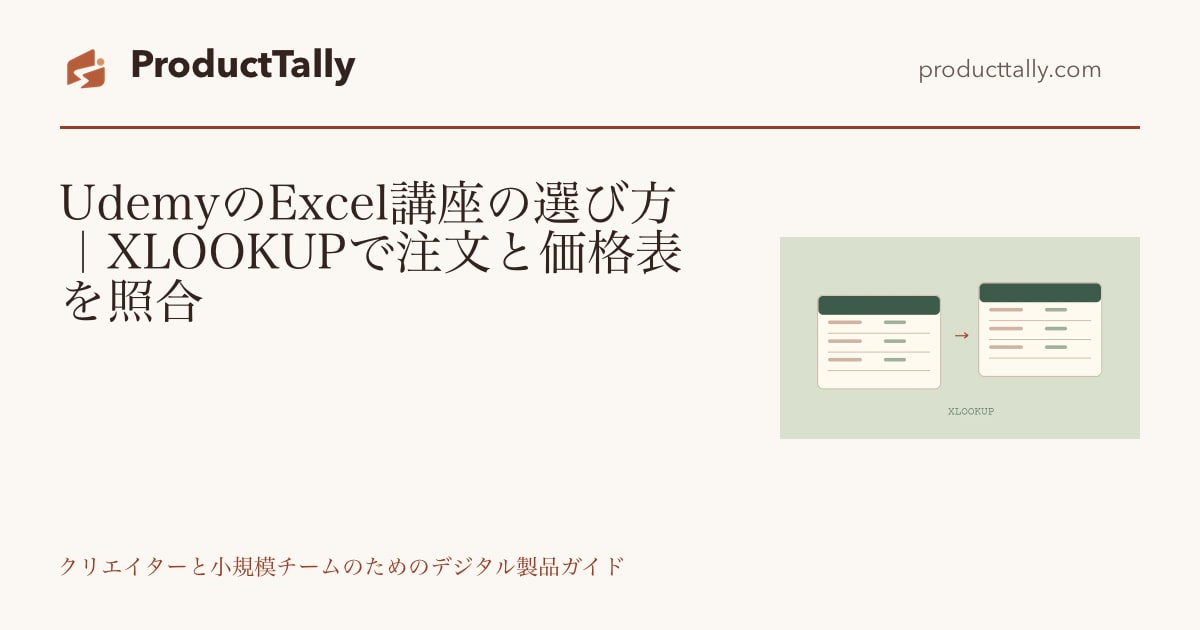 ProductTally
producttally.com
UdemyのExcel講座の選び方
｜XLOOKUPで注文と価格表
を照合
→
XLOOKUP
クリエイターと小規模チームのためのデジタル製品ガイド